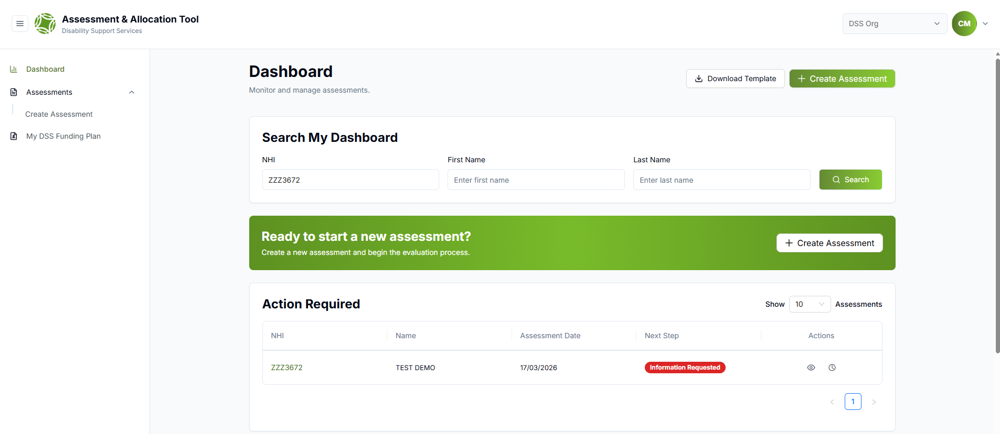 Assessment & Allocation Tool
Disability Support Services
DSS Org
CM
Dashboard
Assessments
Create Assessment
My DSS Funding Plan
Dashboard
Monitor and manage assessments.
Download Template
Create Assessment
Search My Dashboard
NHI First Name Last Name
ZZZ3672 Enter first name Enter last name Search
Ready to start a new assessment?
Create a new assessment and begin the evaluation process.
Create Assessment
Action Required
Show 10 Assessments
NHI Name Assessment Date Next Step Actions
ZZZ3672 TEST DEMO 17/03/2026 Information Requested
1